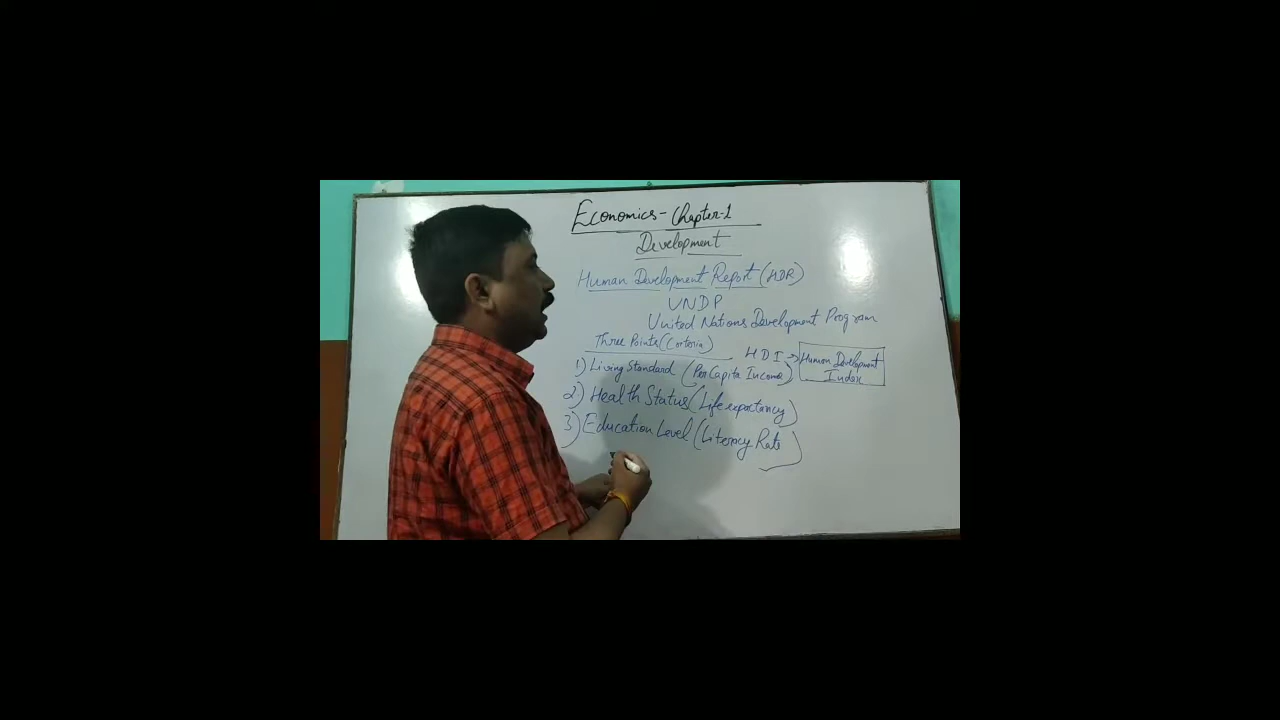 Economics - Chapter-1
Development
Human Development Report (HDR)
UNDP
United Nations Development Program
Three Points (Criteria)
HDI → Human Development Index
1) Living Standard (Per Capita Income)
2) Health Status (Life expectancy)
3) Education Level (Literacy Rate)